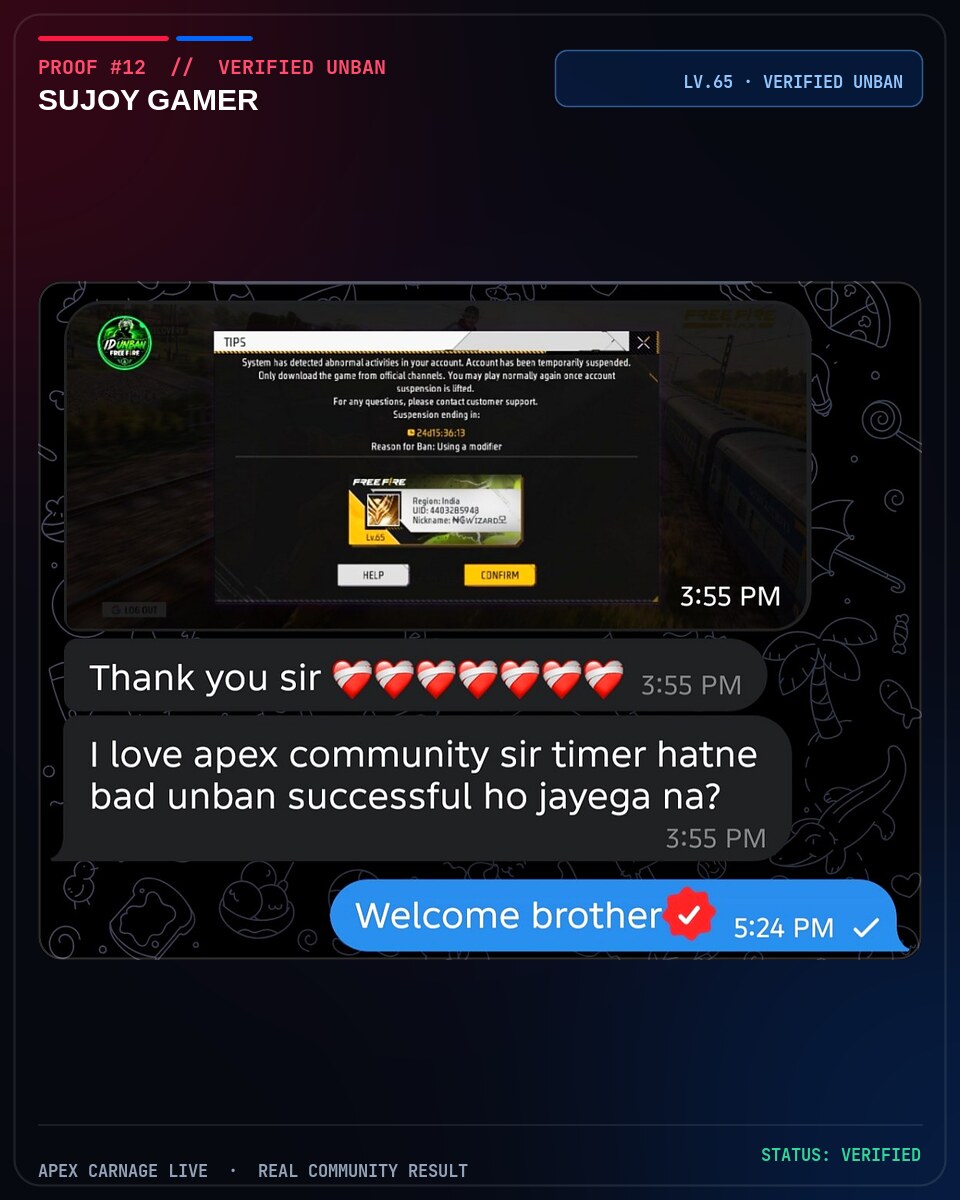 PROOF #12 // VERIFIED UNBAN
SUJOY GAMER
LV.65 · VERIFIED UNBAN
ID UNBAN
FREE FIRE
FREE FIRE
TIPS
System has detected abnormal activities in your account. Account has been temporarily suspended.
Only download the game from official channels. You may play normally again once account
suspension is lifted.
For any questions, please contact customer support.
Suspension ending in:
24d15:36:13
Reason for Ban: Using a modifier
FREE FIRE
Region: India
UID: 4403285948
Lv.65
HELP
CONFIRM
LOG OUT
3:55 PM
Thank you sir ❤️‍🩹❤️‍🩹❤️‍🩹❤️‍🩹❤️‍🩹❤️‍🩹❤️‍🩹 3:55 PM
I love apex community sir timer hatne
bad unban successful ho jayega na?
3:55 PM
Welcome brother 5:24 PM
STATUS: VERIFIED
APEX CARNAGE LIVE · REAL COMMUNITY RESULT